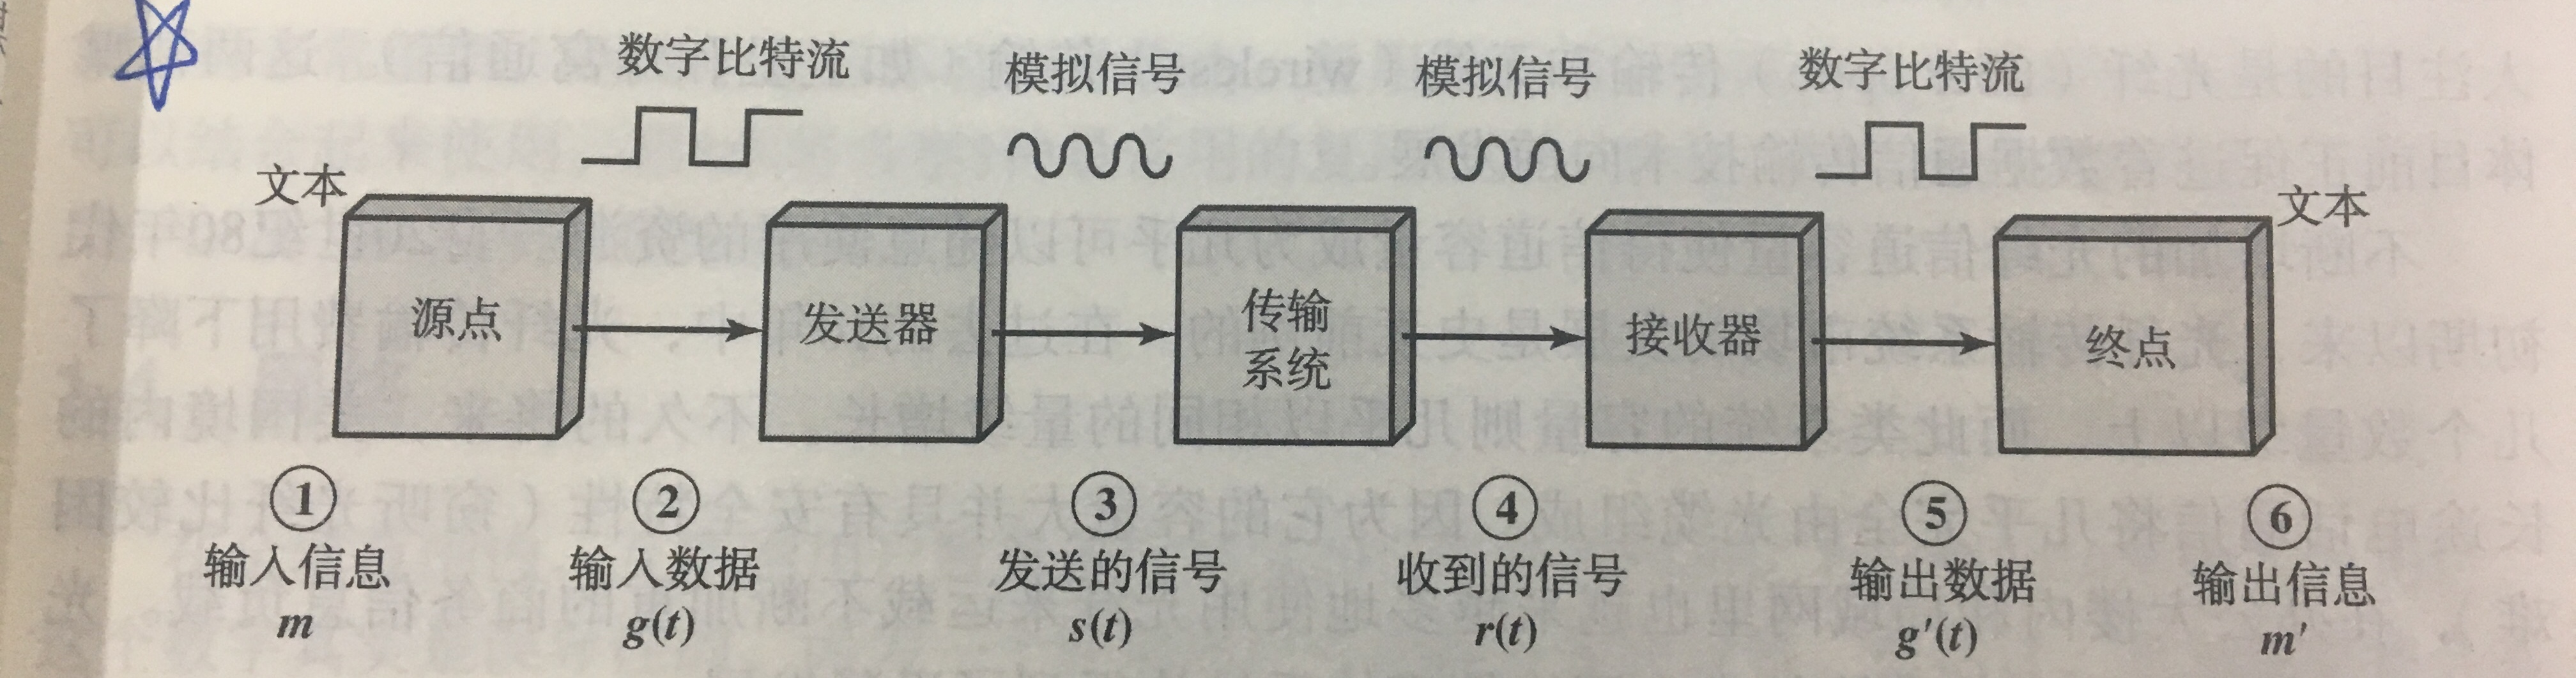 数字比特流
模拟信号
模拟信号
数字比特流
文本
文本
源点
发送器
传输
系统
接收器
终点
①
②
③
④
⑤
⑥
输入信息
输入数据
发送的信号
收到的信号
输出数据
输出信息
m
g(t)
s(t)
r(t)
g′(t)
m′